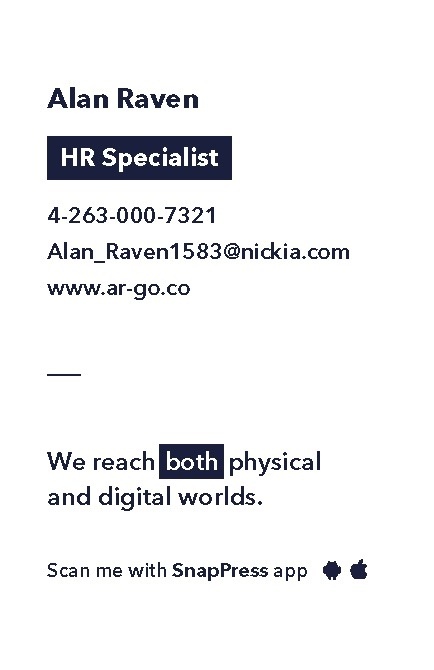 Alan Raven
HR Specialist
4-263-000-7321
Alan_Raven1583@nickia.com
www.ar-go.co
We reach both physical
and digital worlds.
Scan me with SnapPress app